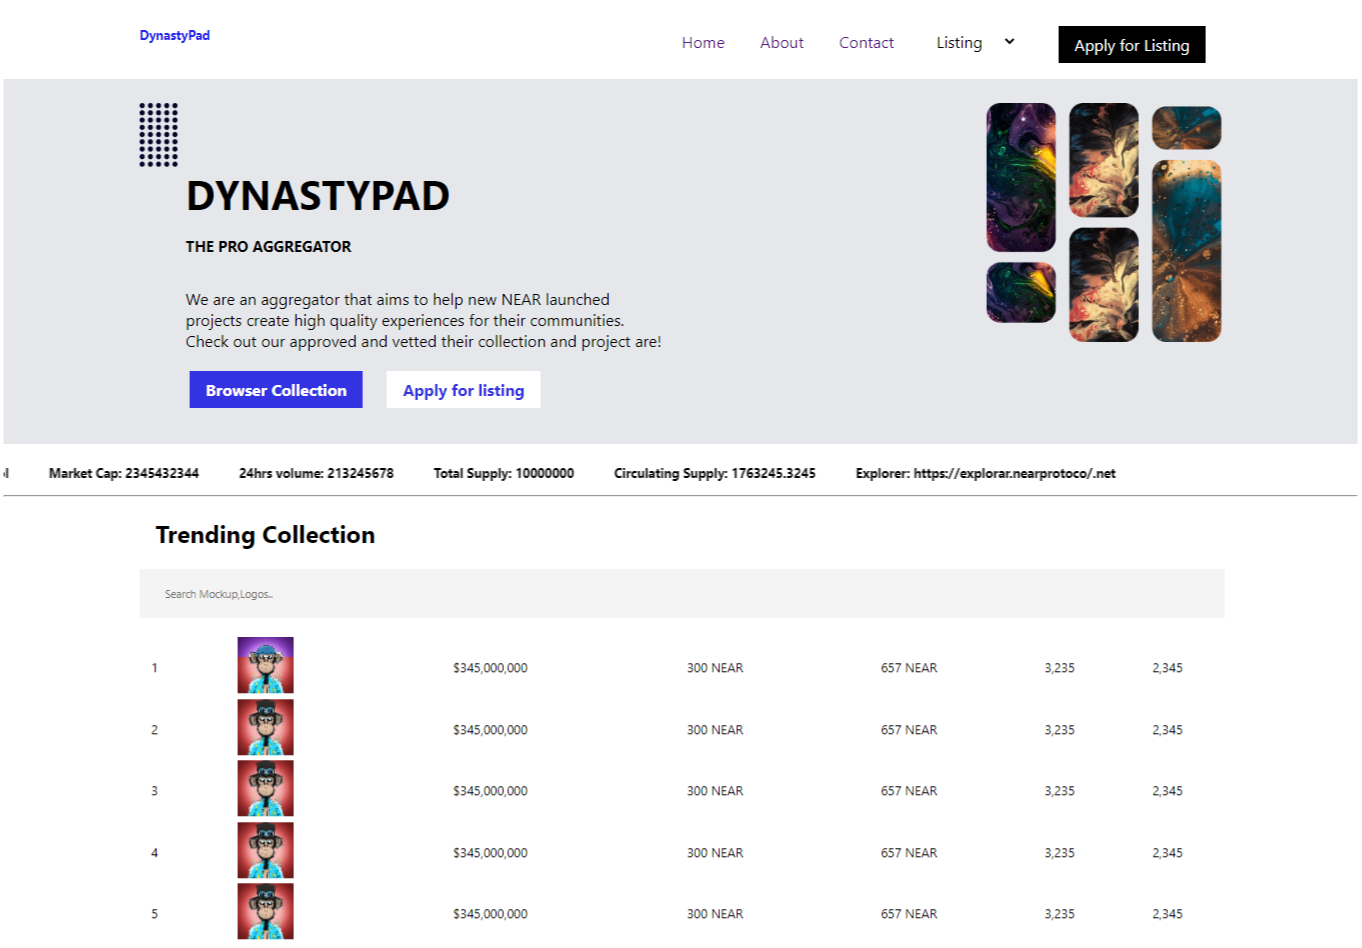 DynastyPad
Home About Contact Listing Apply for Listing
DYNASTYPAD
THE PRO AGGREGATOR
We are an aggregator that aims to help new NEAR launched
projects create high quality experiences for their communities.
Check out our approved and vetted their collection and project are!
Browser Collection Apply for listing
Market Cap: 2345432344 24hrs volume: 213245678 Total Supply: 10000000 Circulating Supply: 1763245.3245 Explorer: https://explorar.nearprotoco/.net
Trending Collection
Search Mockup,Logos..
1 $345,000,000 300 NEAR 657 NEAR 3,235 2,345
2 $345,000,000 300 NEAR 657 NEAR 3,235 2,345
3 $345,000,000 300 NEAR 657 NEAR 3,235 2,345
4 $345,000,000 300 NEAR 657 NEAR 3,235 2,345
5 $345,000,000 300 NEAR 657 NEAR 3,235 2,345